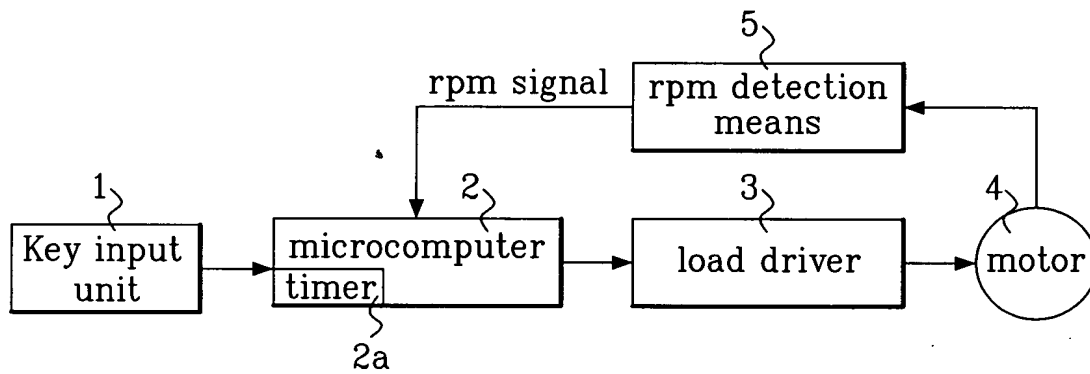 5
rpm signal
rpm detection
means
1
2
3
4
Key input
unit
microcomputer
timer
load driver
motor
2a